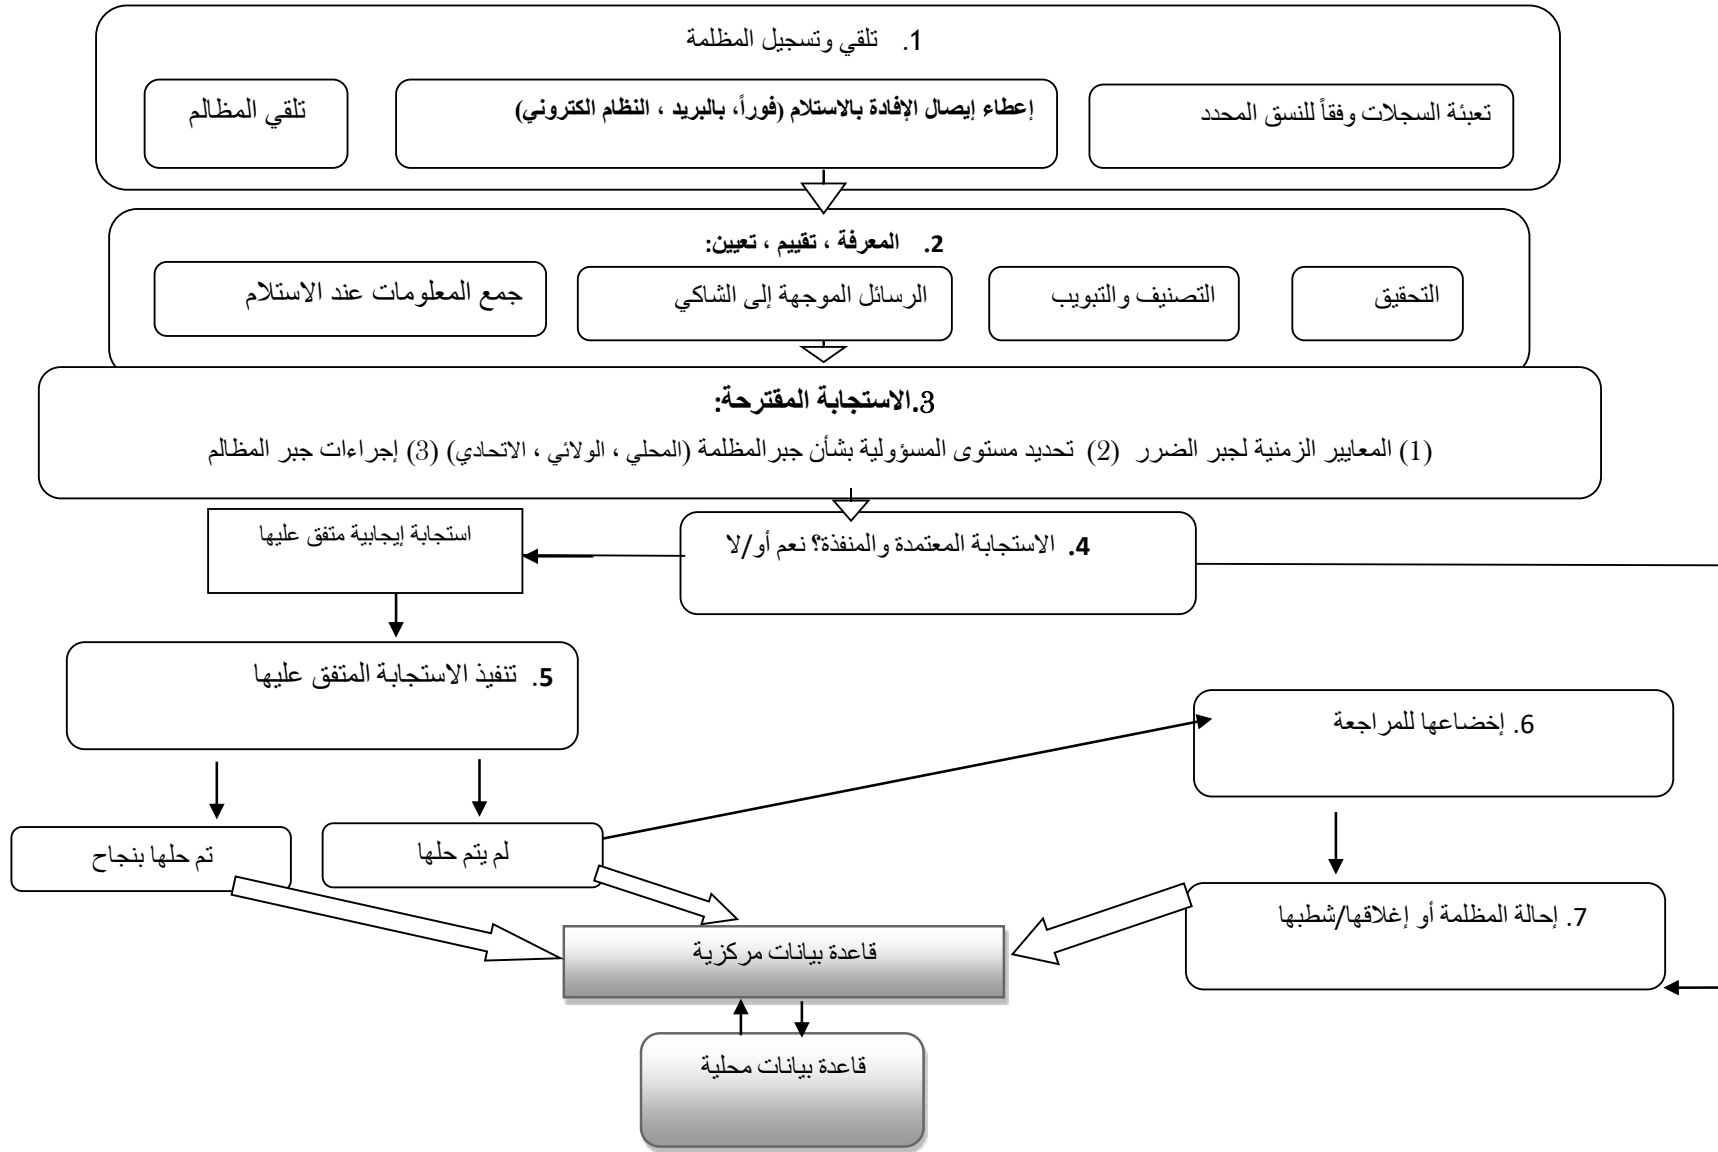 1. تلقي وتسجيل المظلمة
تعبئة السجلات وفقاً للنسق المحدد
إعطاء إيصال الإفادة بالاستلام (فوراً، بالبريد ، النظام الكتروني)
تلقي المظالم
2. المعرفة ، تقييم ، تعيين:
التحقيق
التصنيف والتبويب
الرسائل الموجهة إلى الشاكي
جمع المعلومات عند الاستلام
3.الاستجابة المقترحة:
(1) المعايير الزمنية لجبر الضرر (2) تحديد مستوى المسؤولية بشأن جبرالمظلمة (المحلي ، الولائي ، الاتحادي) (3) إجراءات جبر المظالم
4. الاستجابة المعتمدة والمنفذة؟ نعم أو/لا
استجابة إيجابية متفق عليها
5. تنفيذ الاستجابة المتفق عليها
6. إخضاعها للمراجعة
لم يتم حلها
تم حلها بنجاح
7. إحالة المظلمة أو إغلاقها/شطبها
قاعدة بيانات مركزية
قاعدة بيانات محلية